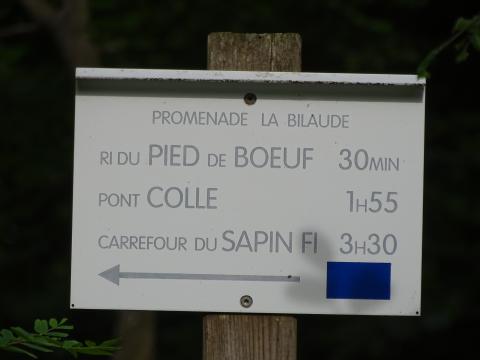 PROMENADE LA BILAUDE
RI DU PIED DE BOEUF 30MIN
PONT COLLE 1H55
CARREFOUR DU SAPIN FI 3H30